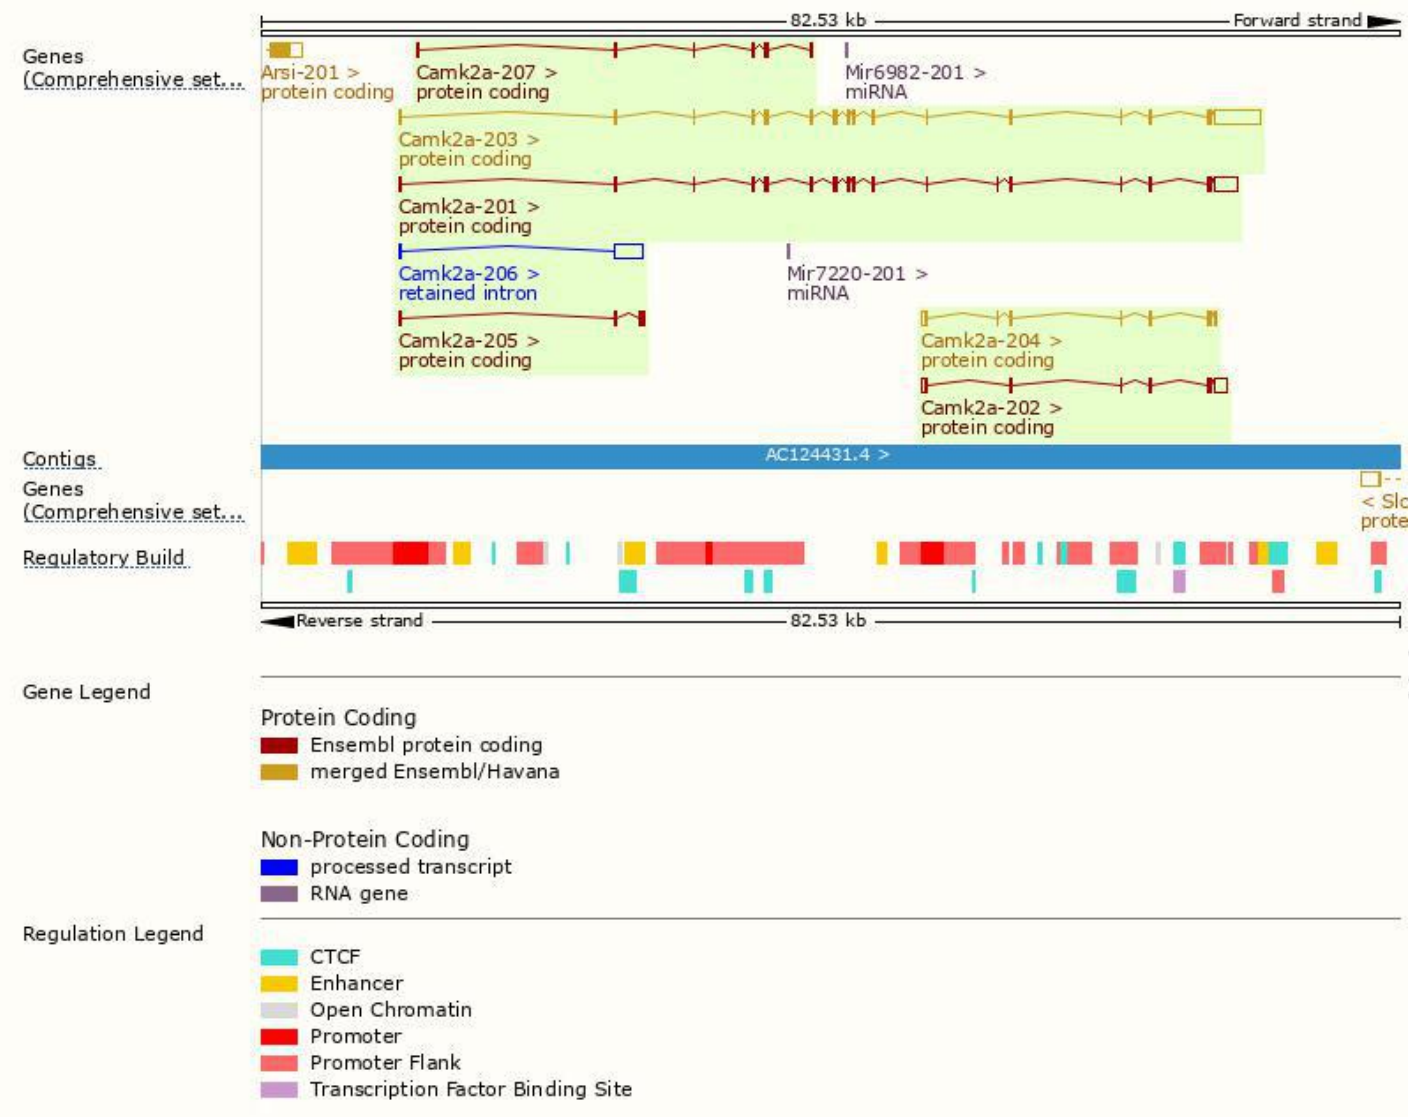 82.53 kb
Forward strand
Genes
(Comprehensive set...
Arsi-201 >
protein coding
Camk2a-207 >
protein coding
Mir6982-201 >
miRNA
Camk2a-203 >
protein coding
Camk2a-201 >
protein coding
Camk2a-206 >
retained intron
Mir7220-201 >
miRNA
Camk2a-205 >
protein coding
Camk2a-204 >
protein coding
Camk2a-202 >
protein coding
Contigs
AC124431.4 >
Genes
(Comprehensive set...
< Slc
prote
Regulatory Build
Reverse strand
82.53 kb
Gene Legend
Protein Coding
Ensembl protein coding
merged Ensembl/Havana
Non-Protein Coding
processed transcript
RNA gene
Regulation Legend
CTCF
Enhancer
Open Chromatin
Promoter
Promoter Flank
Transcription Factor Binding Site